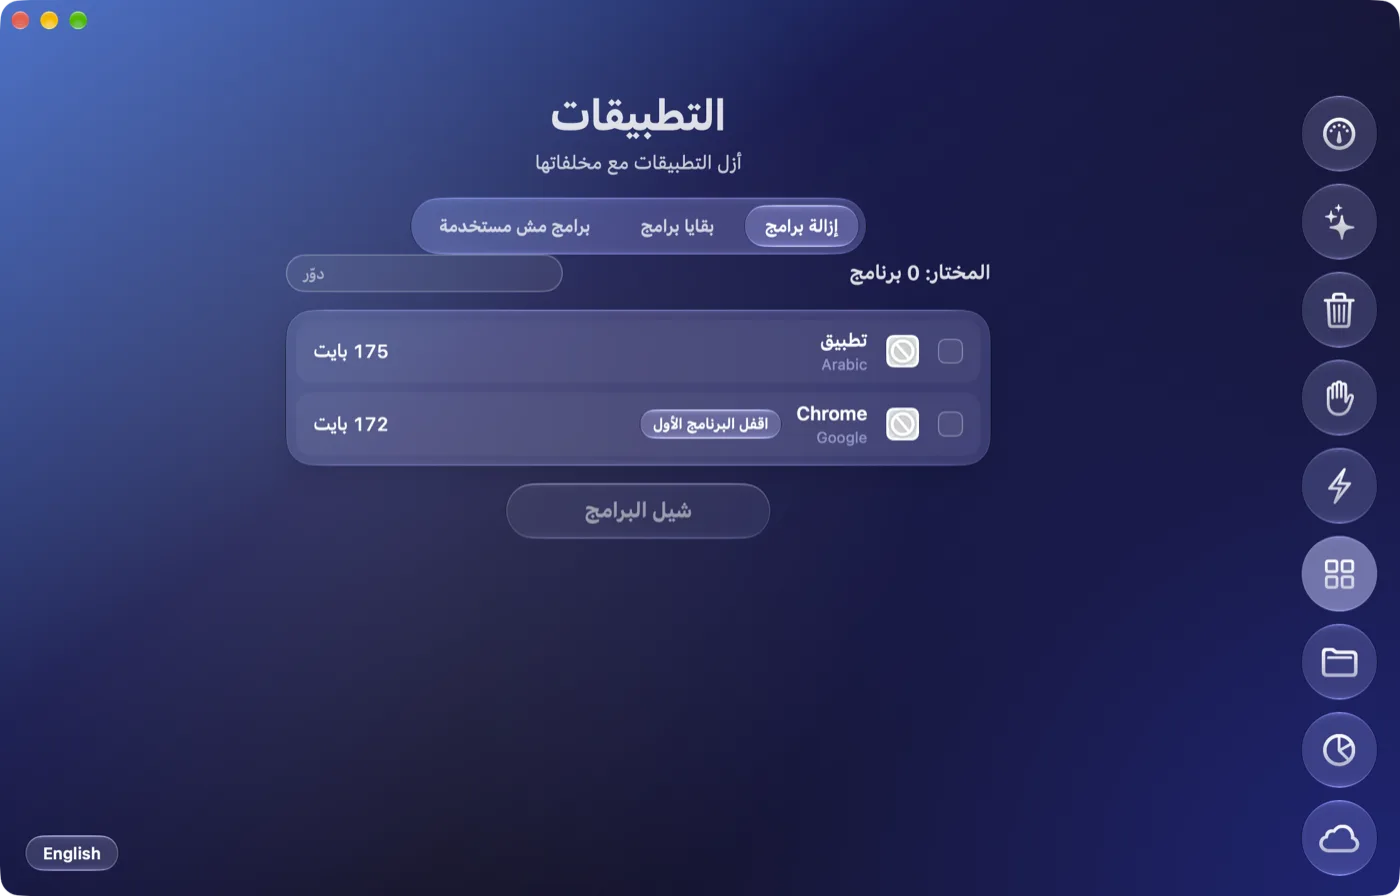 التطبيقات
أزل التطبيقات مع مخلفاتها
إزالة برامج
بقايا برامج
برامج مش مستخدمة
المختار: 0 برنامج
دوّر
تطبيق
Arabic
175 بايت
Chrome
Google
اقفل البرنامج الأول
172 بايت
شيل البرامج
English